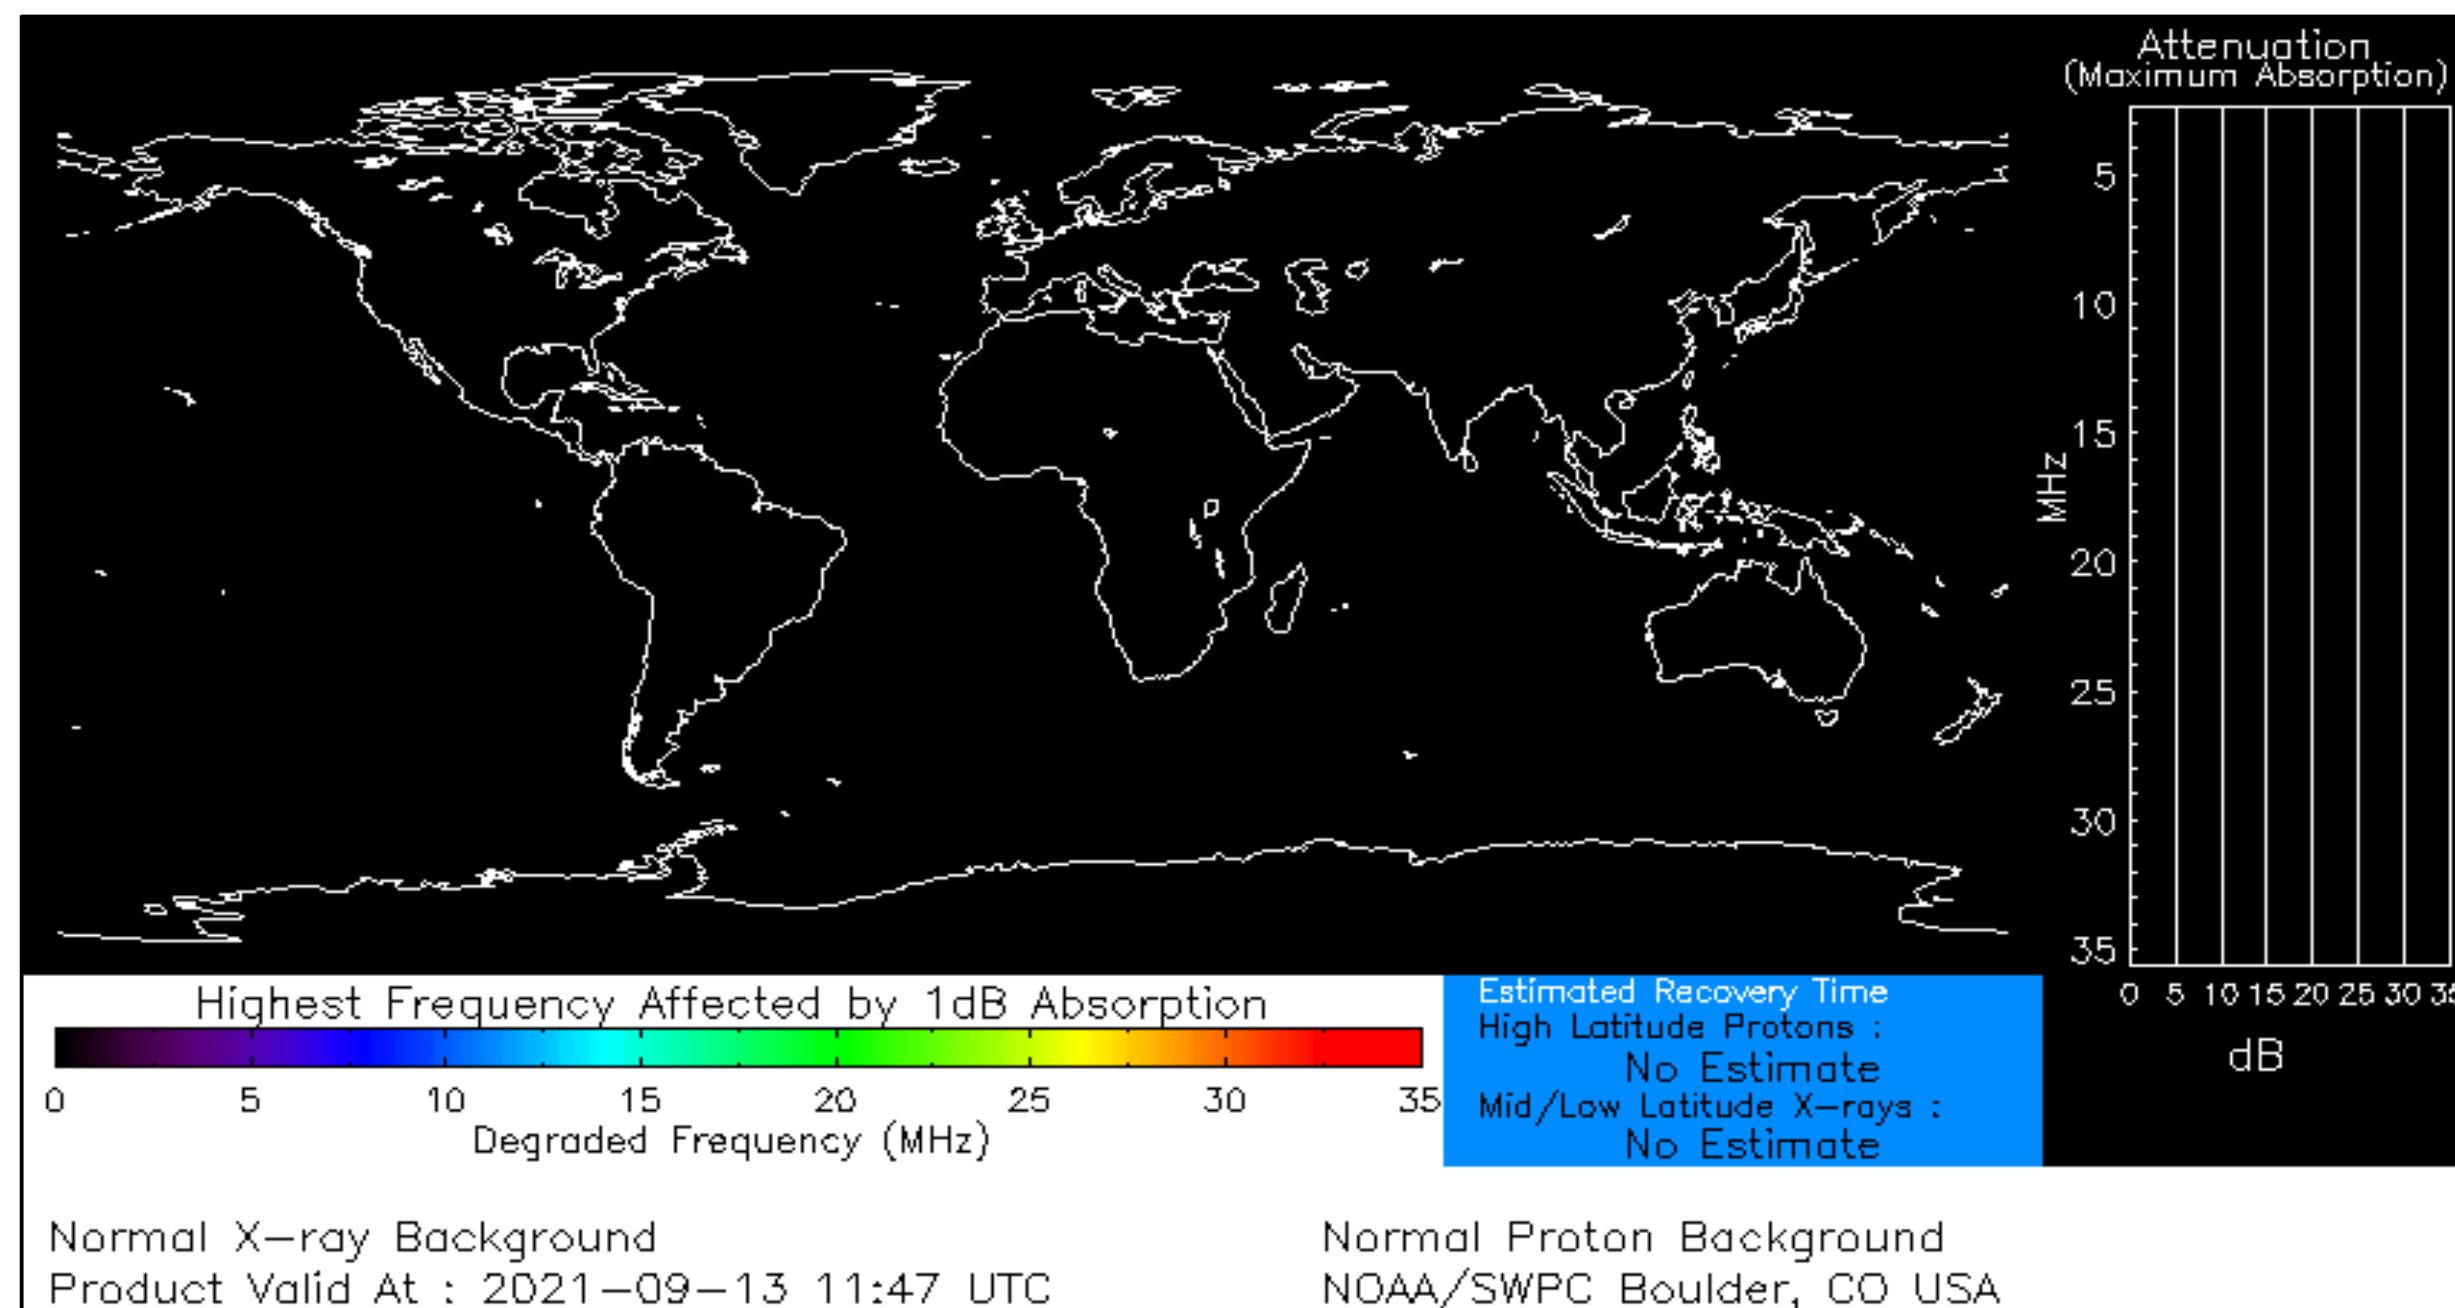 Attenuation
(Maximum Absorption)
5
10
15
20
25
30
35
MHz
0 5 10 15 20 25 30
dB
Highest Frequency Affected by 1dB Absorption
0 5 10 15 20 25 30 35
Degraded Frequency (MHz)
Estimated Recovery Time
High Latitude Protons :
No Estimate
Mid/Low Latitude X-rays :
No Estimate
Normal X-ray Background
Normal Proton Background
Product Valid At : 2021-09-13 11:47 UTC
NOAA/SWPC Boulder, CO USA